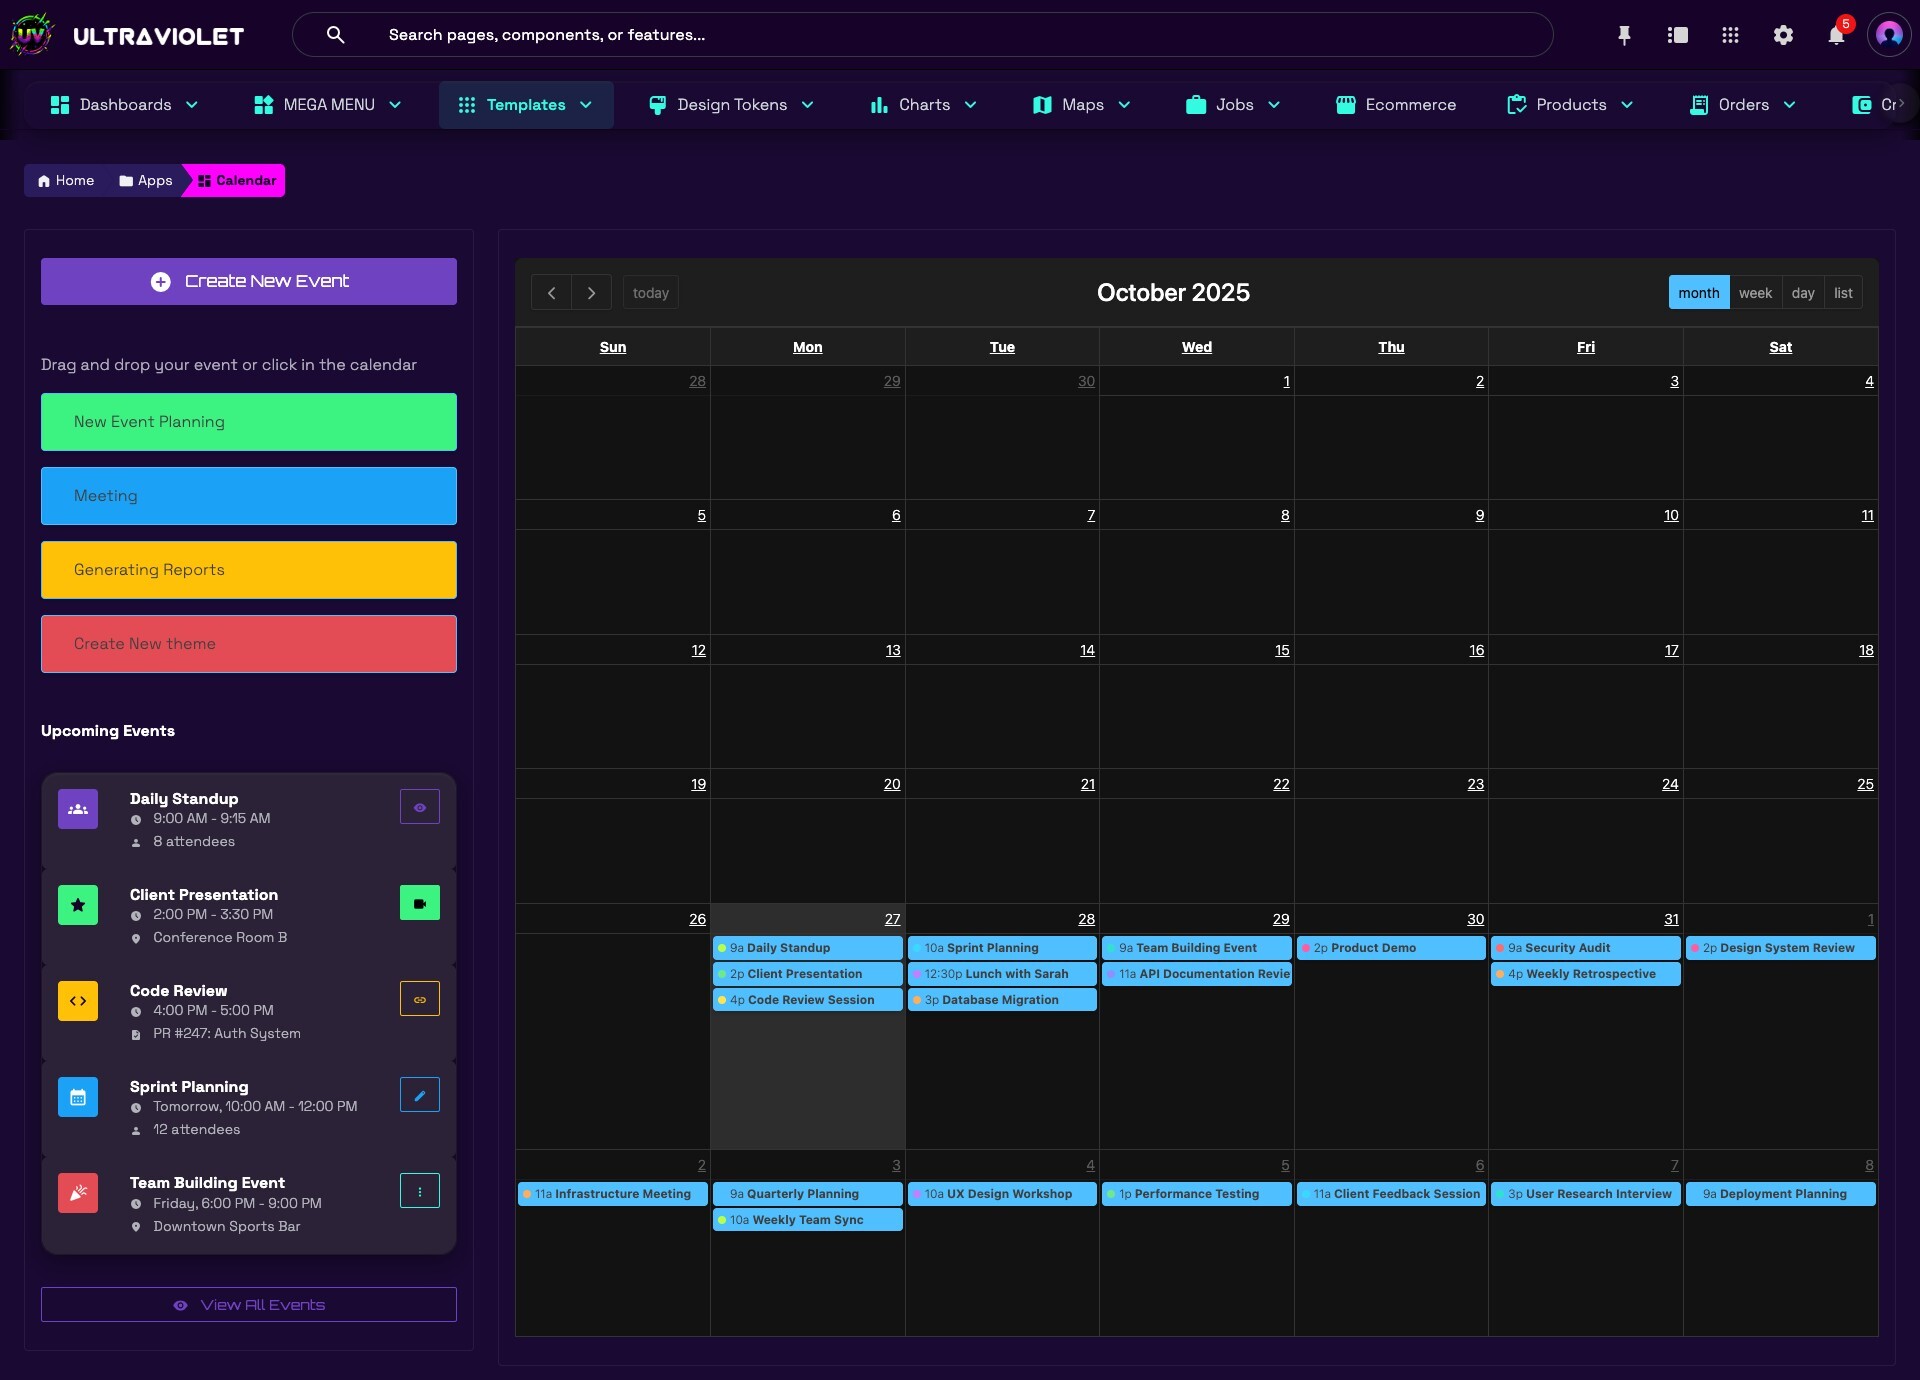 UV ULTRAVIOLET
Search pages, components, or features...
5
Dashboards
MEGA MENU
Templates
Design Tokens
Charts
Maps
Jobs
Ecommerce
Products
Orders
Home
Apps
Calendar
Create New Event
Drag and drop your event or click in the calendar
New Event Planning
Meeting
Generating Reports
Create New theme
Upcoming Events
Daily Standup
9:00 AM - 9:15 AM
8 attendees
Client Presentation
2:00 PM - 3:30 PM
Conference Room B
Code Review
4:00 PM - 5:00 PM
PR #247: Auth System
Sprint Planning
Tomorrow, 10:00 AM - 12:00 PM
12 attendees
Team Building Event
Friday, 6:00 PM - 9:00 PM
Downtown Sports Bar
View All Events
today
October 2025
month week day list
Sun Mon Tue Wed Thu Fri Sat
28 29 30 1 2 3 4
5 6 7 8 9 10 11
12 13 14 15 16 17 18
19 20 21 22 23 24 25
26 27 28 29 30 31 1
9a Daily Standup
2p Client Presentation
4p Code Review Session
10a Sprint Planning
12:30p Lunch with Sarah
3p Database Migration
9a Team Building Event
11a API Documentation Revie
2p Product Demo
9a Security Audit
4p Weekly Retrospective
2p Design System Review
2 3 4 5 6 7 8
11a Infrastructure Meeting
9a Quarterly Planning
10a Weekly Team Sync
10a UX Design Workshop
1p Performance Testing
11a Client Feedback Session
3p User Research Interview
9a Deployment Planning